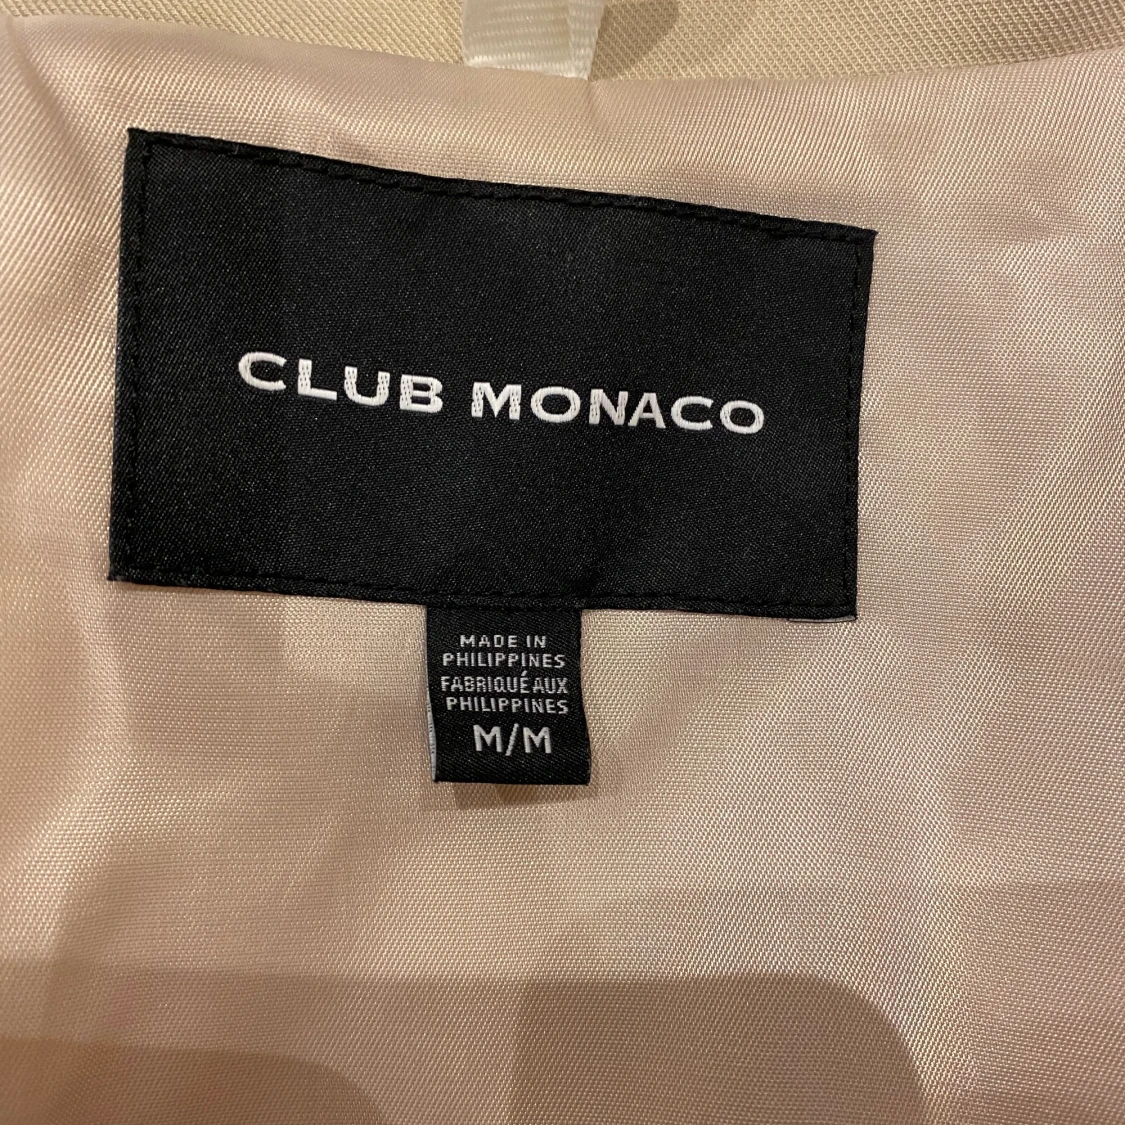 CLUB MONACO
MADE IN
PHILIPPINES
FABRIQUÉ AUX
PHILIPPINES
M/M